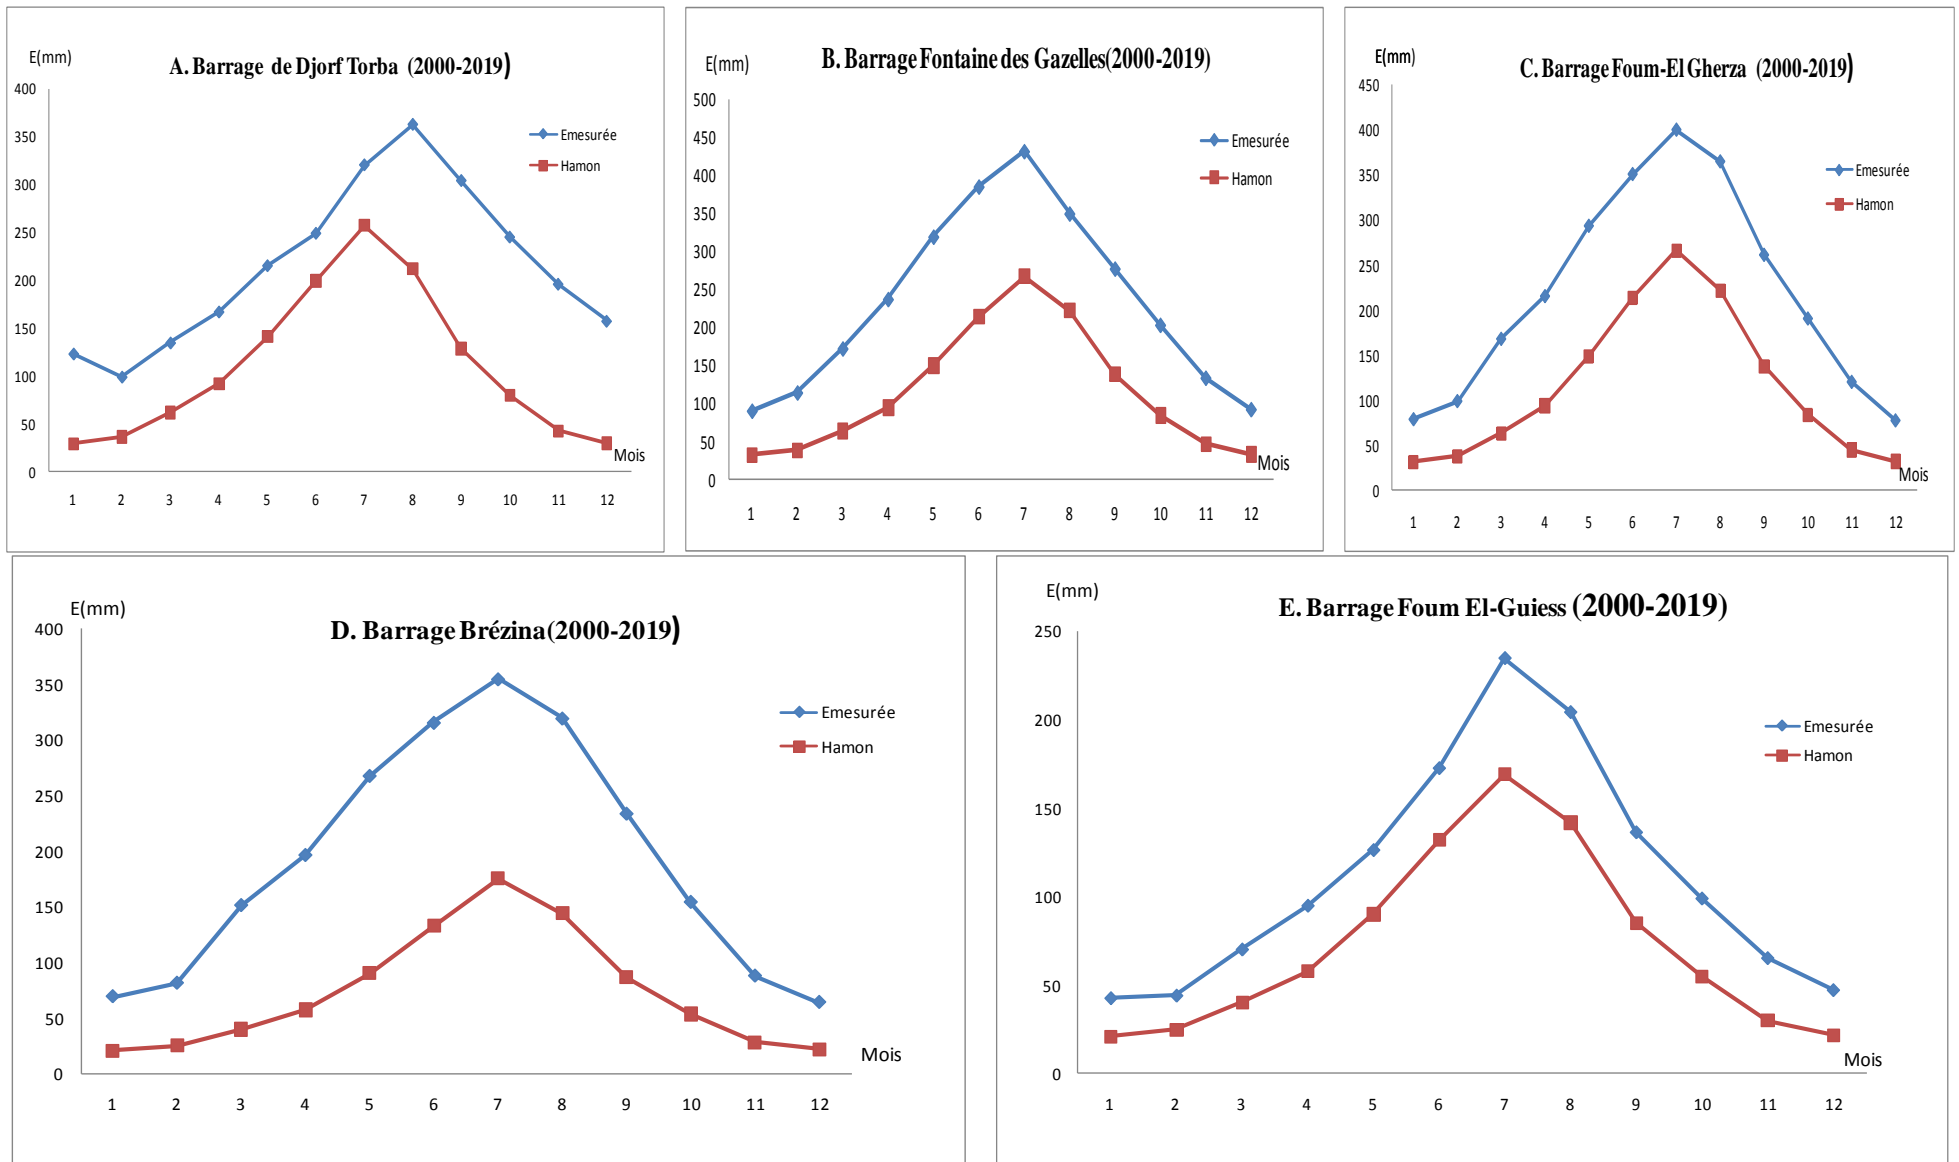 A. Barrage de Djorf Torba (2000-2019)
E(mm)
400
350
300
250
200
150
100
50
0
Emesurée
Hamon
Mois
1 2 3 4 5 6 7 8 9 10 11 12
B. Barrage Fontaine des Gazelles(2000-2019)
E(mm)
500
450
400
350
300
250
200
150
100
50
0
Emesurée
Hamon
Mois
1 2 3 4 5 6 7 8 9 10 11 12
C. Barrage Foum-El Gherza (2000-2019)
E(mm)
450
400
350
300
250
200
150
100
50
0
Emesurée
Hamon
Mois
1 2 3 4 5 6 7 8 9 10 11 12
D. Barrage Brézina(2000-2019)
E(mm)
400
350
300
250
200
150
100
50
0
Emesurée
Hamon
Mois
1 2 3 4 5 6 7 8 9 10 11 12
E. Barrage Foum El-Guiess (2000-2019)
E(mm)
250
200
150
100
50
0
Emesurée
Hamon
Mois
1 2 3 4 5 6 7 8 9 10 11 12